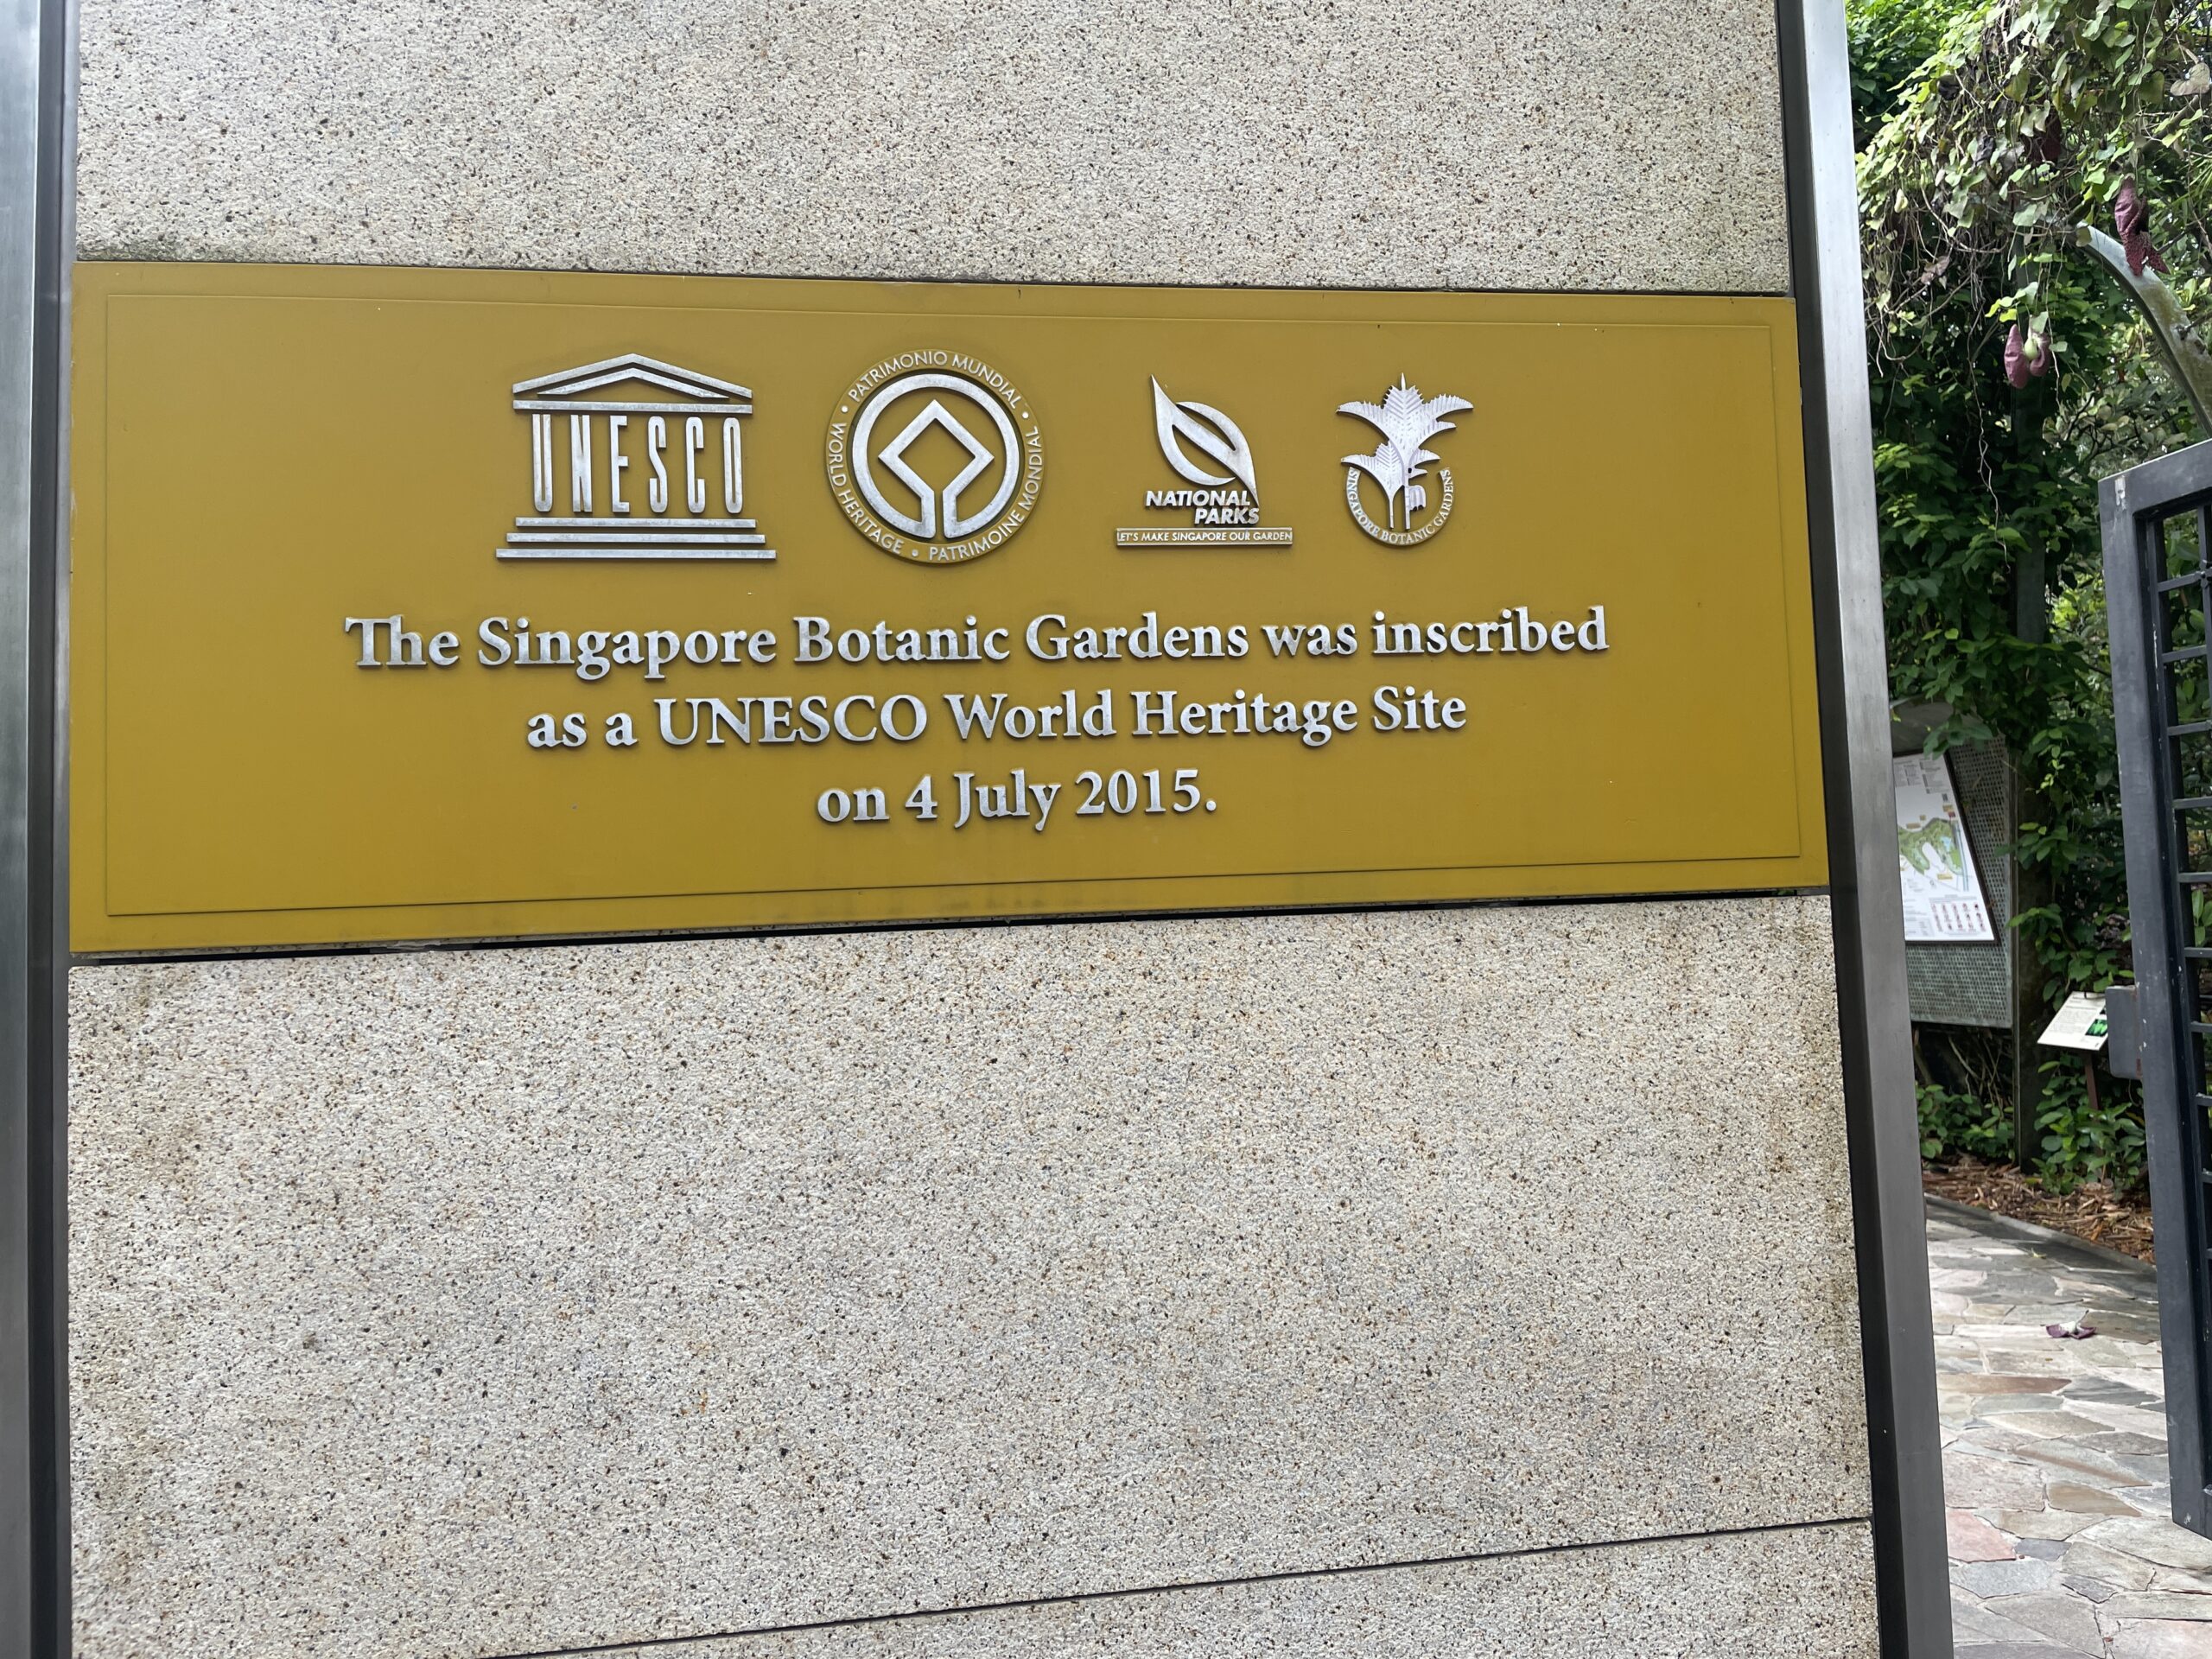 UNESCO
PATRIMONIO MUNDIAL • WORLD HERITAGE • PATRIMOINE MONDIAL •
NATIONAL
PARKS
LET'S MAKE SINGAPORE OUR GARDEN
SINGAPORE BOTANIC GARDENS
The Singapore Botanic Gardens was inscribed
as a UNESCO World Heritage Site
on 4 July 2015.